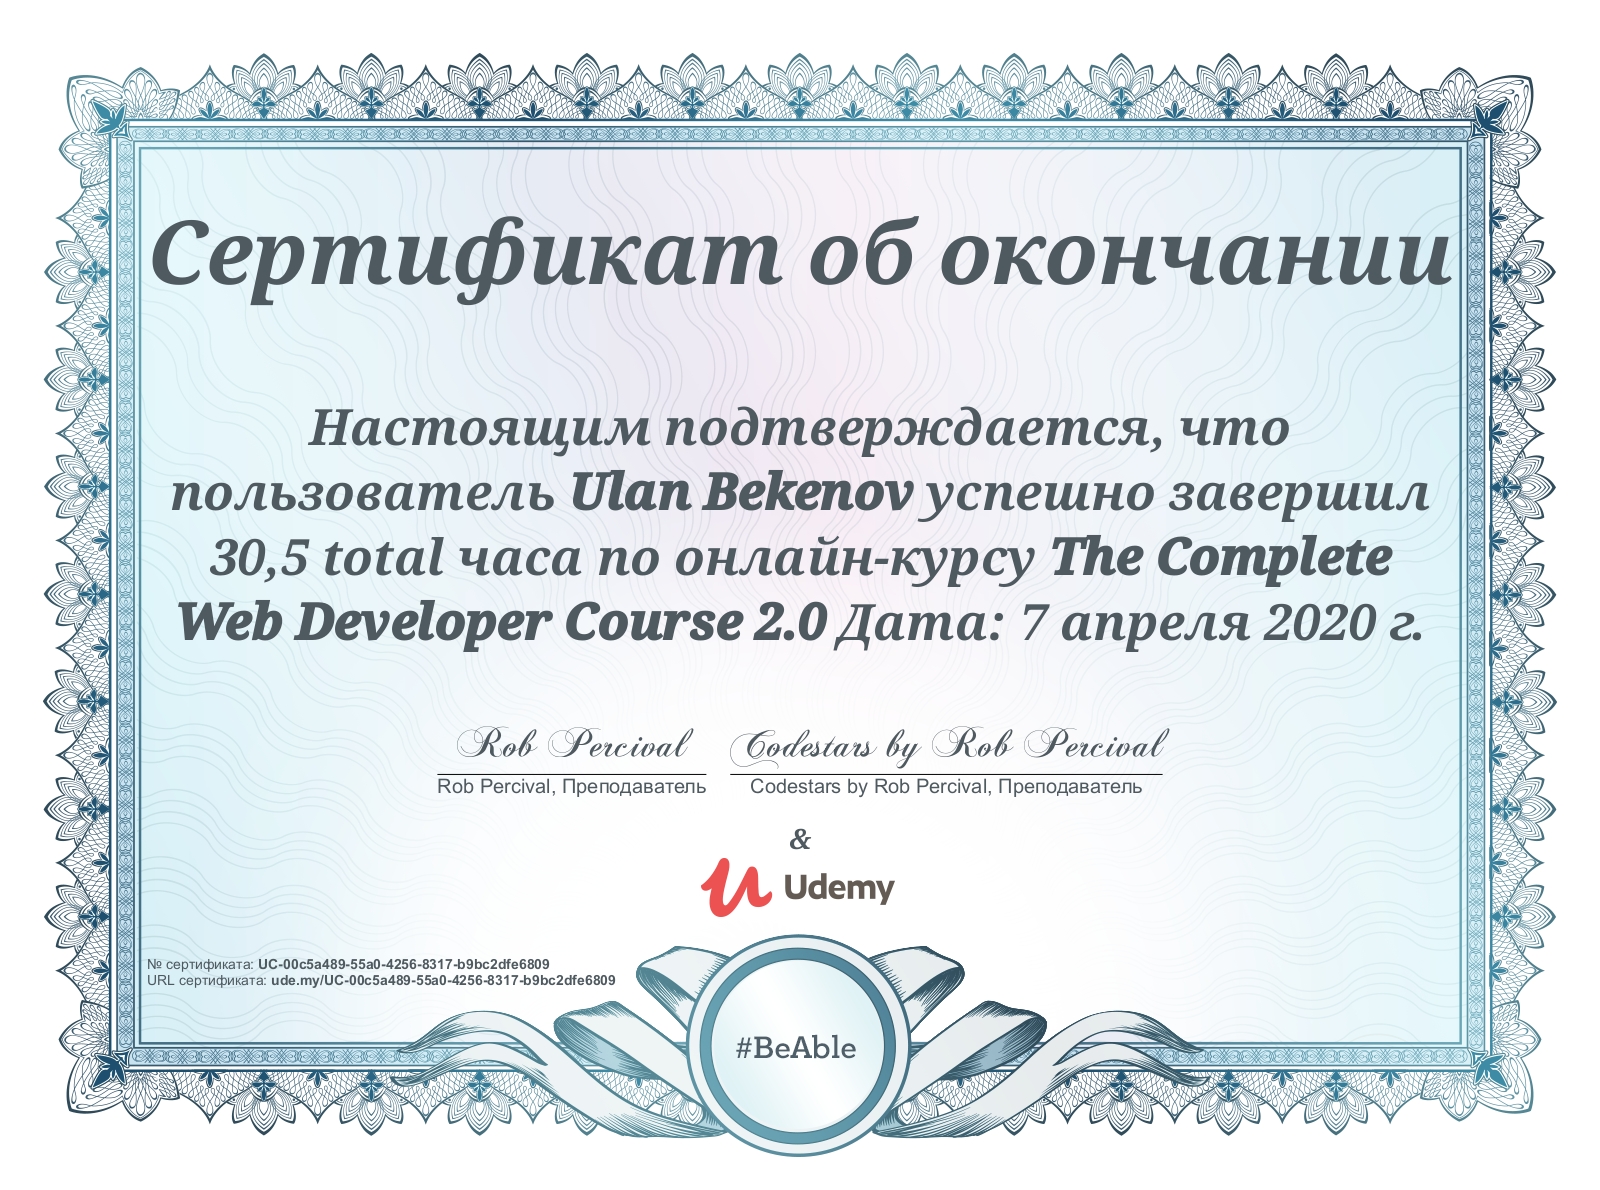 Сертификат об окончании
Настоящим подтверждается, что
пользователь Ulan Bekenov успешно завершил
30,5 total часа по онлайн-курсу The Complete
Web Developer Course 2.0 Дата: 7 апреля 2020 г.
Rob Percival Codestars by Rob Percival
Rob Percival, Преподаватель Codestars by Rob Percival, Преподаватель
&
Udemy
№ сертификата: UC-00c5a489-55a0-4256-8317-b9bc2dfe6809
URL сертификата: ude.my/UC-00c5a489-55a0-4256-8317-b9bc2dfe6809
#BeAble